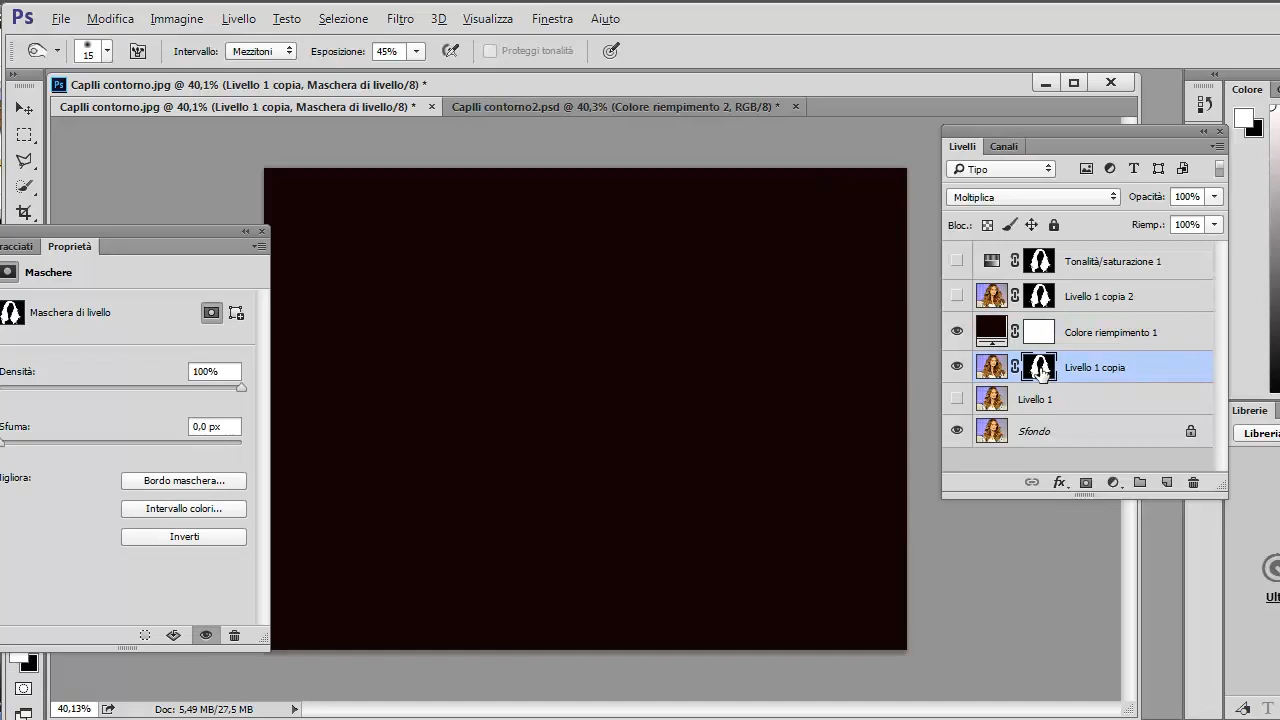 Ps File Modifica Immagine Livello Testo Selezione Filtro 3D Visualizza Finestra Aiuto
15 Intervallo: Mezzitoni Esposizione: 45% Proteggi tonalità
Ps Caplli contorno.jpg @ 40,1% (Livello 1 copia, Maschera di livello/8) *
Caplli contorno.jpg @ 40,1% (Livello 1 copia, Maschera di livello/8) * × Caplli contorno2.psd @ 40,3% (Colore riempimento 2, RGB/8) * ×
Colore
Livelli Canali
Tipo
Moltiplica Opacità: 100%
Bloc.: Riemp.: 100%
Tonalità/saturazione 1
Livello 1 copia 2
Colore riempimento 1
Livello 1 copia
Livello 1
Sfondo
fx
racciati Proprietà
Maschere
Maschera di livello
Densità: 100%
Sfuma: 0,0 px
igliora: Bordo maschera...
Intervallo colori...
Inverti
Librerie
Libreria
Ult
40,13% Doc: 5,49 MB/27,5 MB